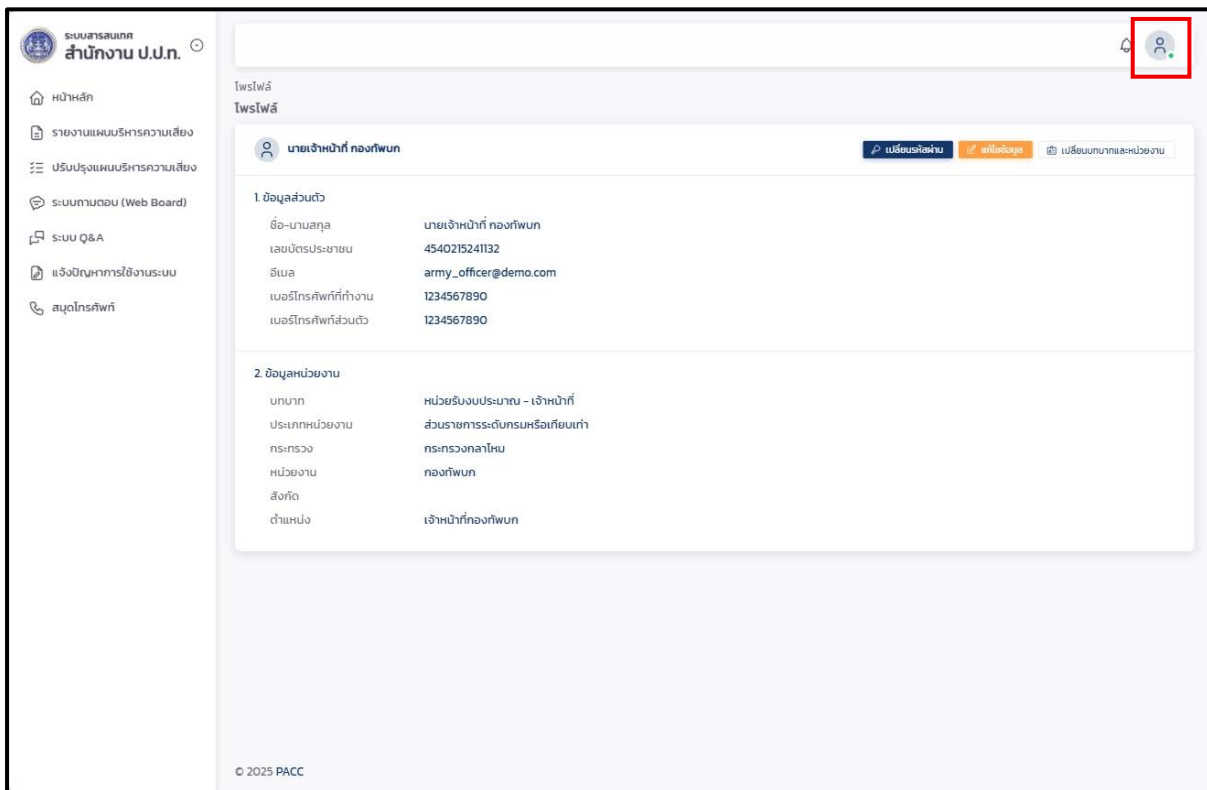 ระบบสารสนเทศ
สำนักงาน ป.ป.ท.
หน้าหลัก
รายงานแผนบริหารความเสี่ยง
ปรับปรุงแผนบริหารความเสี่ยง
ระบบถามตอบ (Web Board)
ระบบ Q&A
แจ้งปัญหาการใช้งานระบบ
สมุดโทรศัพท์
โพรไฟล์
โพรไฟล์
นายเจ้าหน้าที่ กองทัพบก
เปลี่ยนรหัสผ่าน แก้ไขข้อมูล เปลี่ยนบทบาทและหน่วยงาน
1. ข้อมูลส่วนตัว
ชื่อ-นามสกุล นายเจ้าหน้าที่ กองทัพบก
เลขบัตรประชาชน 4540215241132
อีเมล army_officer@demo.com
เบอร์โทรศัพท์ที่ทำงาน 1234567890
เบอร์โทรศัพท์ส่วนตัว 1234567890
2. ข้อมูลหน่วยงาน
บทบาท หน่วยรับงบประมาณ - เจ้าหน้าที่
ประเภทหน่วยงาน ส่วนราชการระดับกรมหรือเทียบเท่า
กระทรวง กระทรวงกลาโหม
หน่วยงาน กองทัพบก
สังกัด
ตำแหน่ง เจ้าหน้าที่กองทัพบก
© 2025 PACC